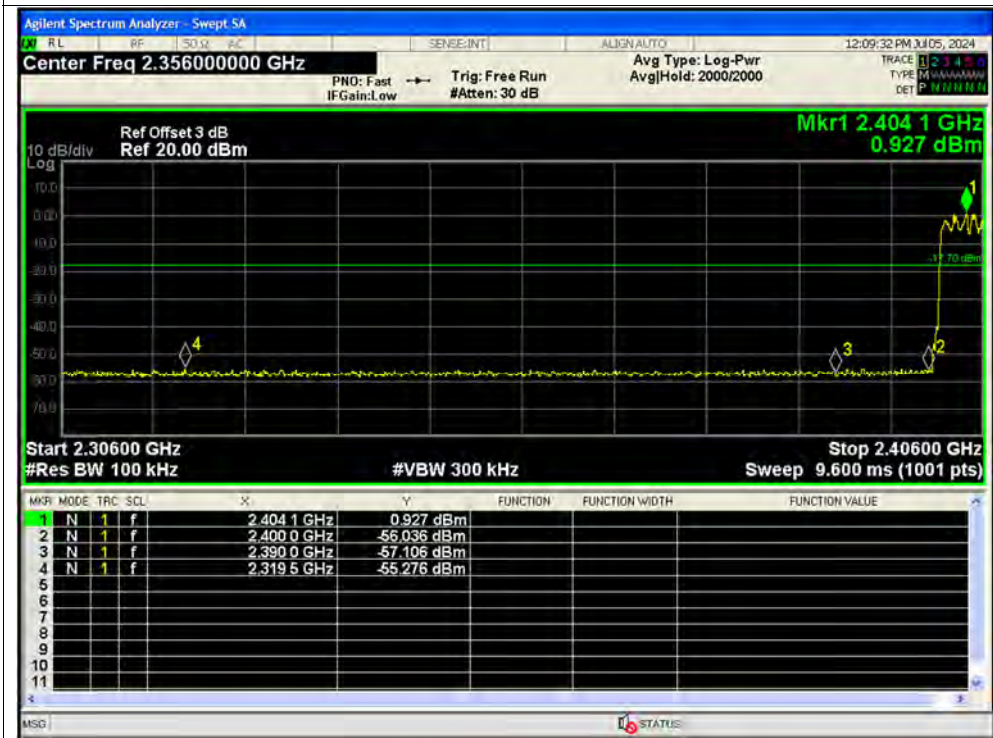 Agilent Spectrum Analyzer - Swept SA
RL RF 50 Ω AC SENSE:INT ALIGN AUTO 12:09:32 PM Jul 05, 2024
Center Freq 2.356000000 GHz
PNO: Fast
IFGain:Low
Trig: Free Run
#Atten: 30 dB
Avg Type: Log-Pwr
Avg|Hold: 2000/2000
TRACE 1 2 3 4 5 6
TYPE M
DET P N N N N N
Mkr1 2.404 1 GHz
0.927 dBm
Ref Offset 3 dB
10 dB/div Ref 20.00 dBm
Log
10.0
0.00
-10.0
-20.0
-30.0
-40.0
-50.0
-60.0
-70.0
1
-17.70 dBm
4
3
2
Start 2.30600 GHz Stop 2.40600 GHz
#Res BW 100 kHz #VBW 300 kHz Sweep 9.600 ms (1001 pts)
MKR MODE TRC SCL X Y FUNCTION FUNCTION WIDTH FUNCTION VALUE
1 N 1 f 2.404 1 GHz 0.927 dBm
2 N 1 f 2.400 0 GHz -56.036 dBm
3 N 1 f 2.390 0 GHz -57.106 dBm
4 N 1 f 2.319 5 GHz -55.276 dBm
5
6
7
8
9
10
11
MSG STATUS